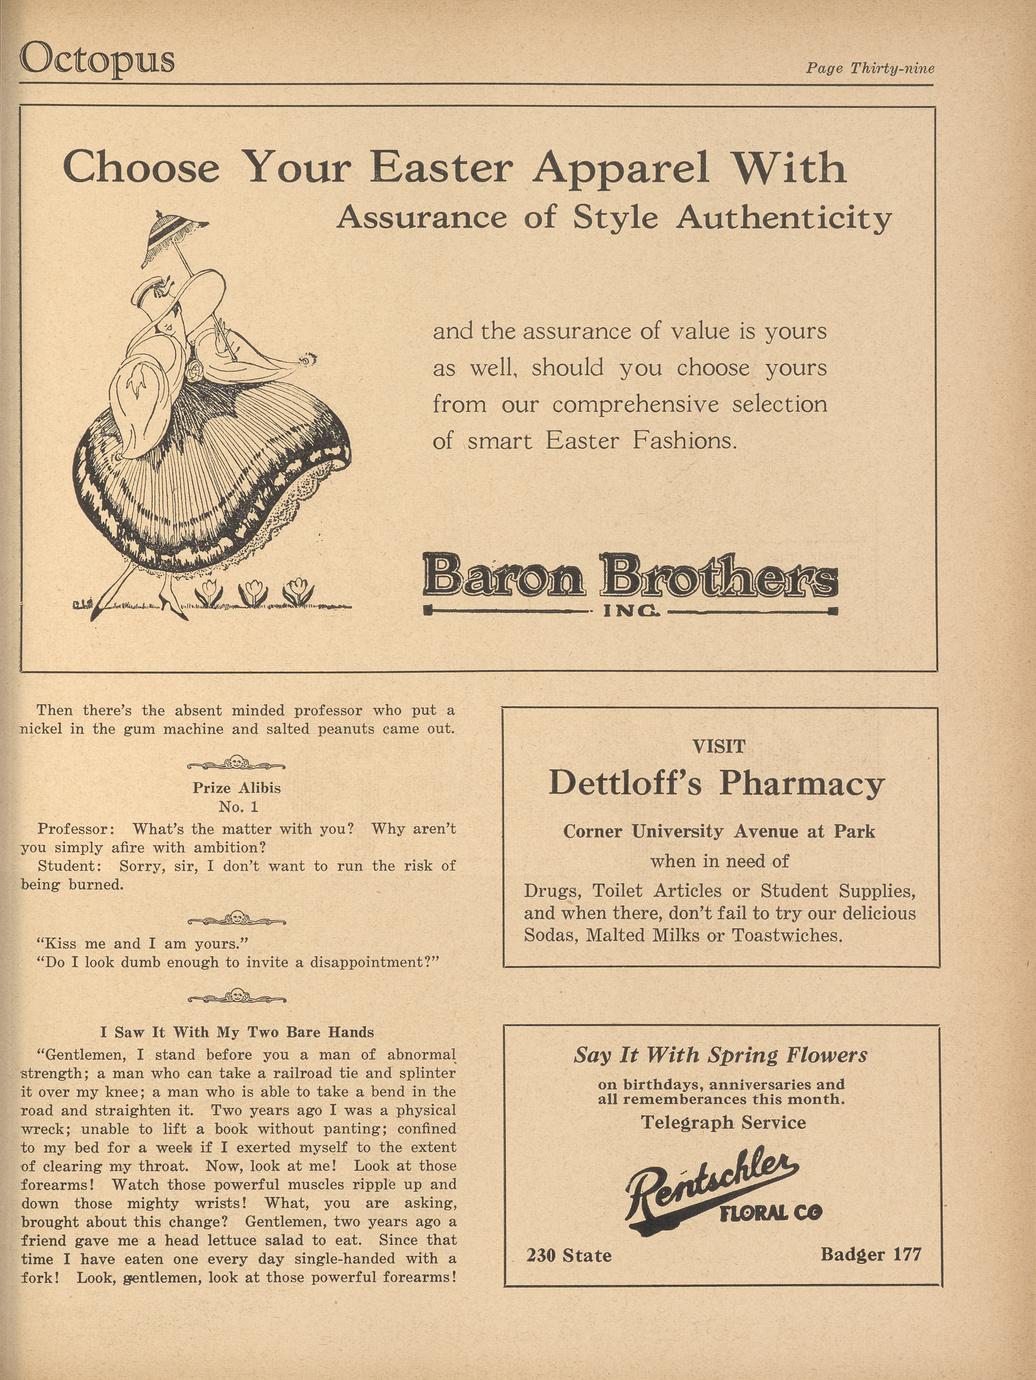 Octopus
Page Thirty-nine
Choose Your Easter Apparel With
Assurance of Style Authenticity
and the assurance of value is yours
as well, should you choose yours
from our comprehensive selection
of smart Easter Fashions.
Baron Brothers
INC.
Then there's the absent minded professor who put a
nickel in the gum machine and salted peanuts came out.
Prize Alibis
No. 1
Professor: What's the matter with you? Why aren't
you simply afire with ambition?
Student: Sorry, sir, I don't want to run the risk of
being burned.
"Kiss me and I am yours."
"Do I look dumb enough to invite a disappointment?"
I Saw It With My Two Bare Hands
"Gentlemen, I stand before you a man of abnormal
strength; a man who can take a railroad tie and splinter
it over my knee; a man who is able to take a bend in the
road and straighten it. Two years ago I was a physical
wreck; unable to lift a book without panting; confined
to my bed for a week if I exerted myself to the extent
of clearing my throat. Now, look at me! Look at those
forearms! Watch those powerful muscles ripple up and
down those mighty wrists! What, you are asking,
brought about this change? Gentlemen, two years ago a
friend gave me a head lettuce salad to eat. Since that
time I have eaten one every day single-handed with a
fork! Look, gentlemen, look at those powerful forearms!
VISIT
Dettloff's Pharmacy
Corner University Avenue at Park
when in need of
Drugs, Toilet Articles or Student Supplies,
and when there, don't fail to try our delicious
Sodas, Malted Milks or Toastwiches.
Say It With Spring Flowers
on birthdays, anniversaries and
all rememberances this month.
Telegraph Service
Rentschler
FLORAL CO
230 State
Badger 177